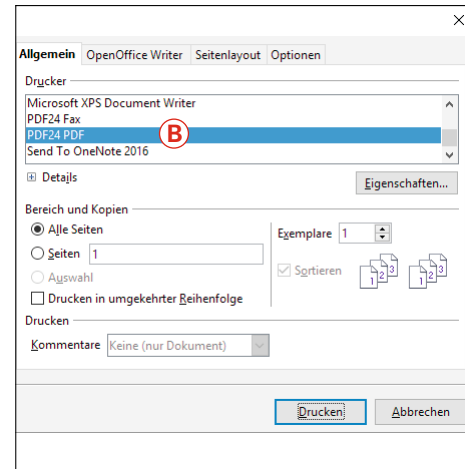 Allgemein OpenOffice Writer Seitenlayout Optionen
Drucker
Microsoft XPS Document Writer
PDF24 Fax
PDF24 PDF B
Send To OneNote 2016
Details
Eigenschaften...
Bereich und Kopien
Alle Seiten
Exemplare 1
Seiten 1
Sortieren
1 2 3 1 2 3
Auswahl
Drucken in umgekehrter Reihenfolge
Drucken
Kommentare Keine (nur Dokument)
Drucken Abbrechen